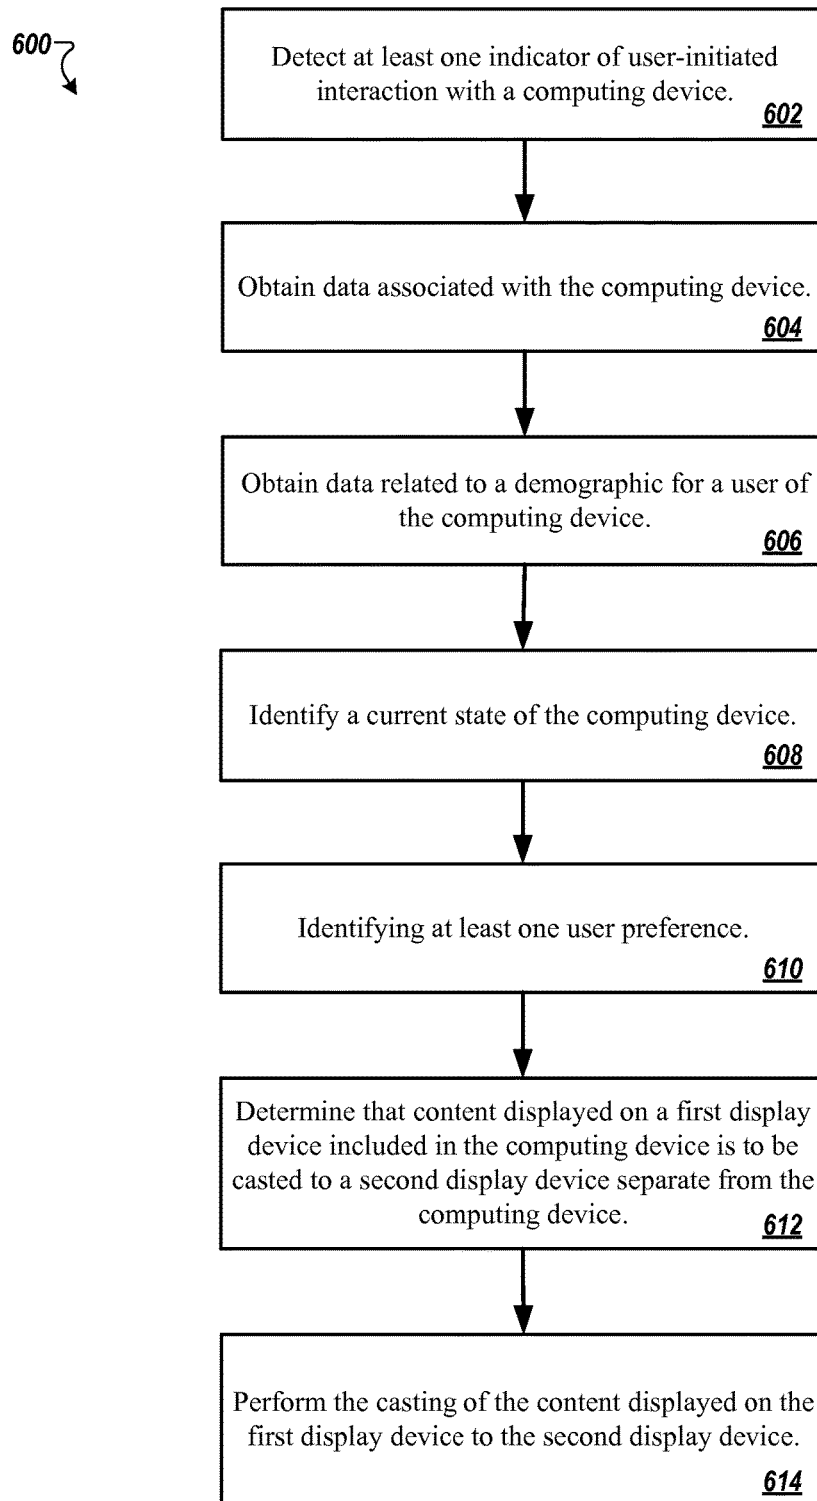 600
Detect at least one indicator of user-initiated
interaction with a computing device.
602
Obtain data associated with the computing device.
604
Obtain data related to a demographic for a user of
the computing device.
606
Identify a current state of the computing device.
608
Identifying at least one user preference.
610
Determine that content displayed on a first display
device included in the computing device is to be
casted to a second display device separate from the
computing device.
612
Perform the casting of the content displayed on the
first display device to the second display device.
614